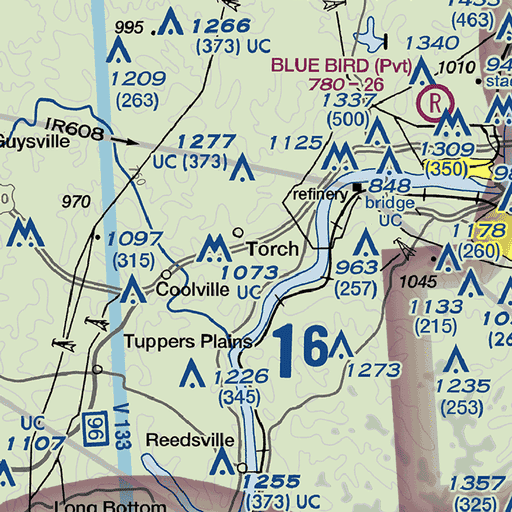 995
1266
(373) UC
1433
(463)
1340
1010
BLUE BIRD (Pvt)
780 - 26
R
1209
(263)
1337
(500)
IR608
Guysville
1277
UC (373)
1125
1309
(350)
refinery
848
bridge
UC
970
1097
(315)
Torch
1073
UC
963
(257)
1178
(260)
1045
Coolville
1133
(215)
Tuppers Plains
16
1273
1226
(345)
1235
(253)
UC
1107
96
V 133
Reedsville
1255
(373) UC
1357
(325)
Long Bottom